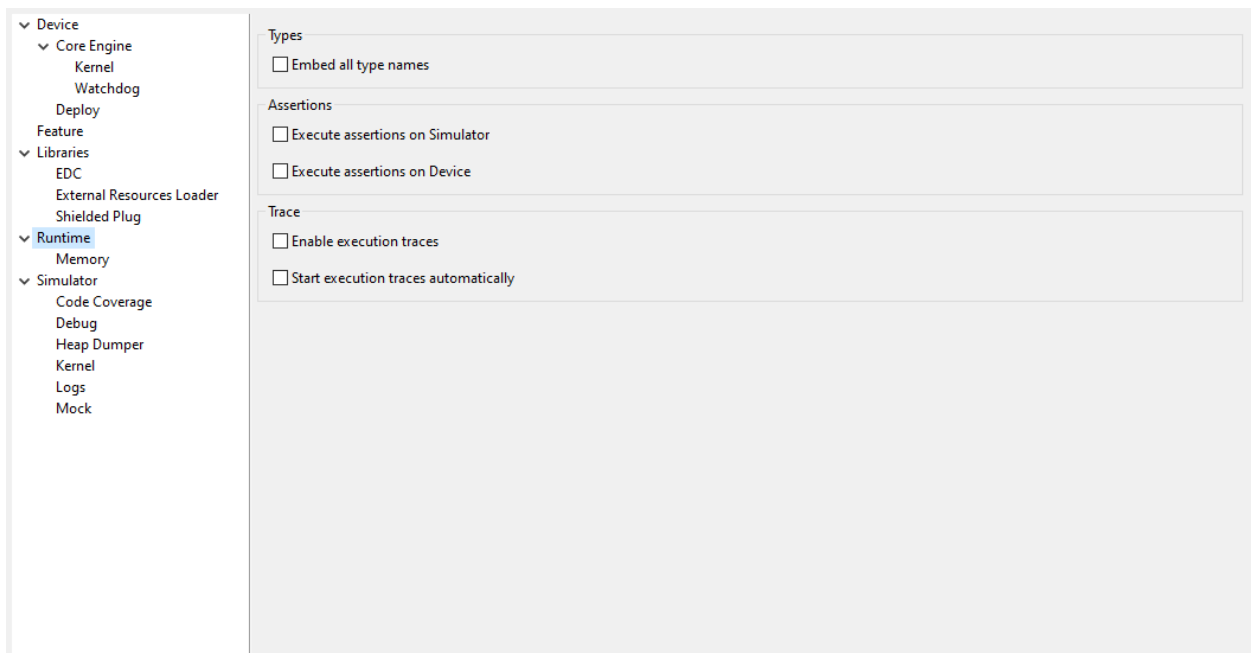 Device
Core Engine
Kernel
Watchdog
Deploy
Feature
Libraries
EDC
External Resources Loader
Shielded Plug
Runtime
Memory
Simulator
Code Coverage
Debug
Heap Dumper
Kernel
Logs
Mock
Types
Embed all type names
Assertions
Execute assertions on Simulator
Execute assertions on Device
Trace
Enable execution traces
Start execution traces automatically